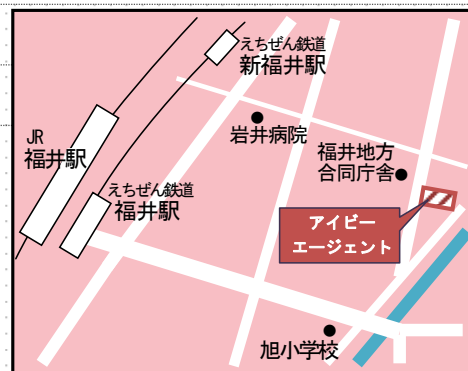 えちぜん鉄道
新福井駅
岩井病院
JR
福井駅
福井地方
合同庁舎
えちぜん鉄道
福井駅
アイビー
エージェント
旭小学校